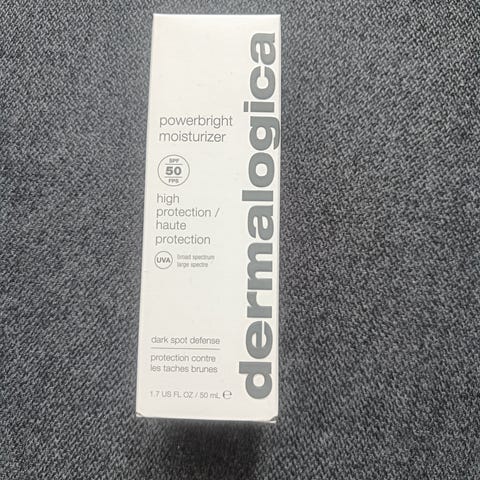 powerbright
moisturizer
SPF
50
FPS
high
protection /
haute
protection
UVA
broad spectrum
large spectre
dark spot defense
protection contre
les taches brunes
1.7 US FL OZ / 50 mL ℮
dermalogica